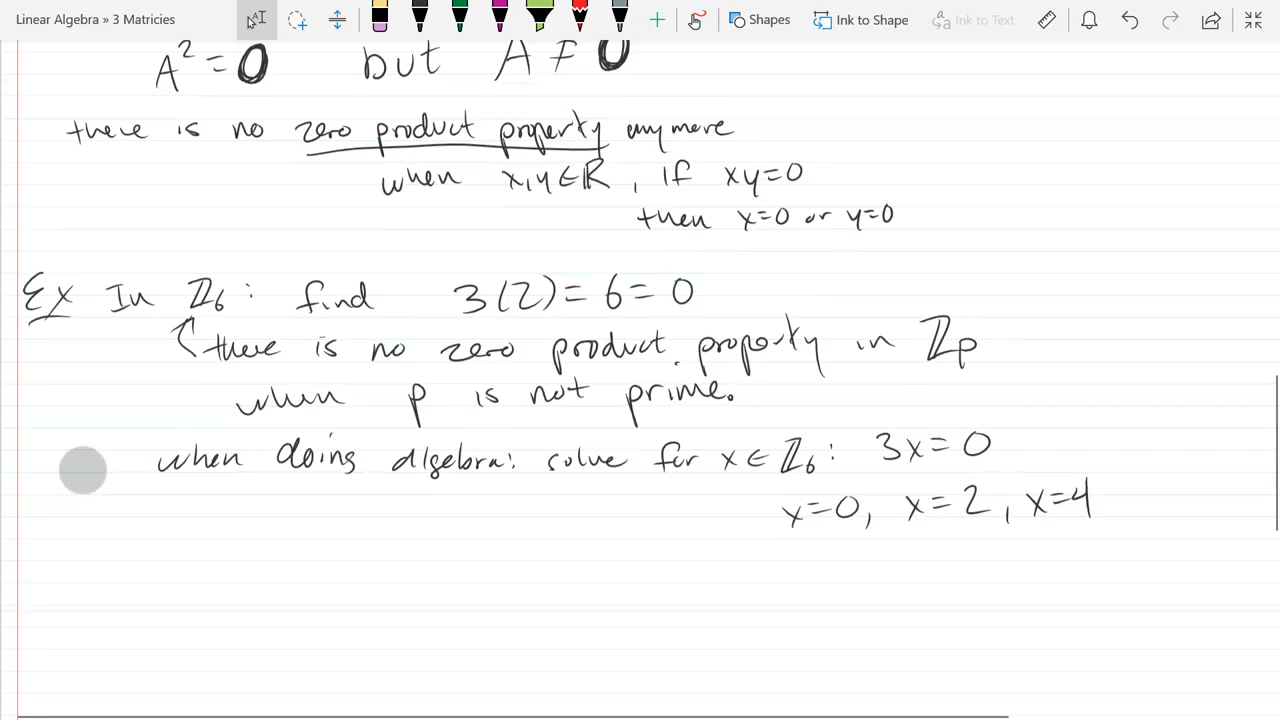 Linear Algebra » 3 Matricies
Shapes
Ink to Shape
Ink to Text
A² = 0 but A ≠ 0
there is no zero product property anymore
when x,y∈ℝ, if xy=0
then x=0 or y=0
Ex In ℤ₆: find 3(2)=6=0
there is no zero product property in ℤₚ
when p is not prime.
when doing algebra: solve for x∈ℤ₆: 3x=0
x=0, x=2, x=4